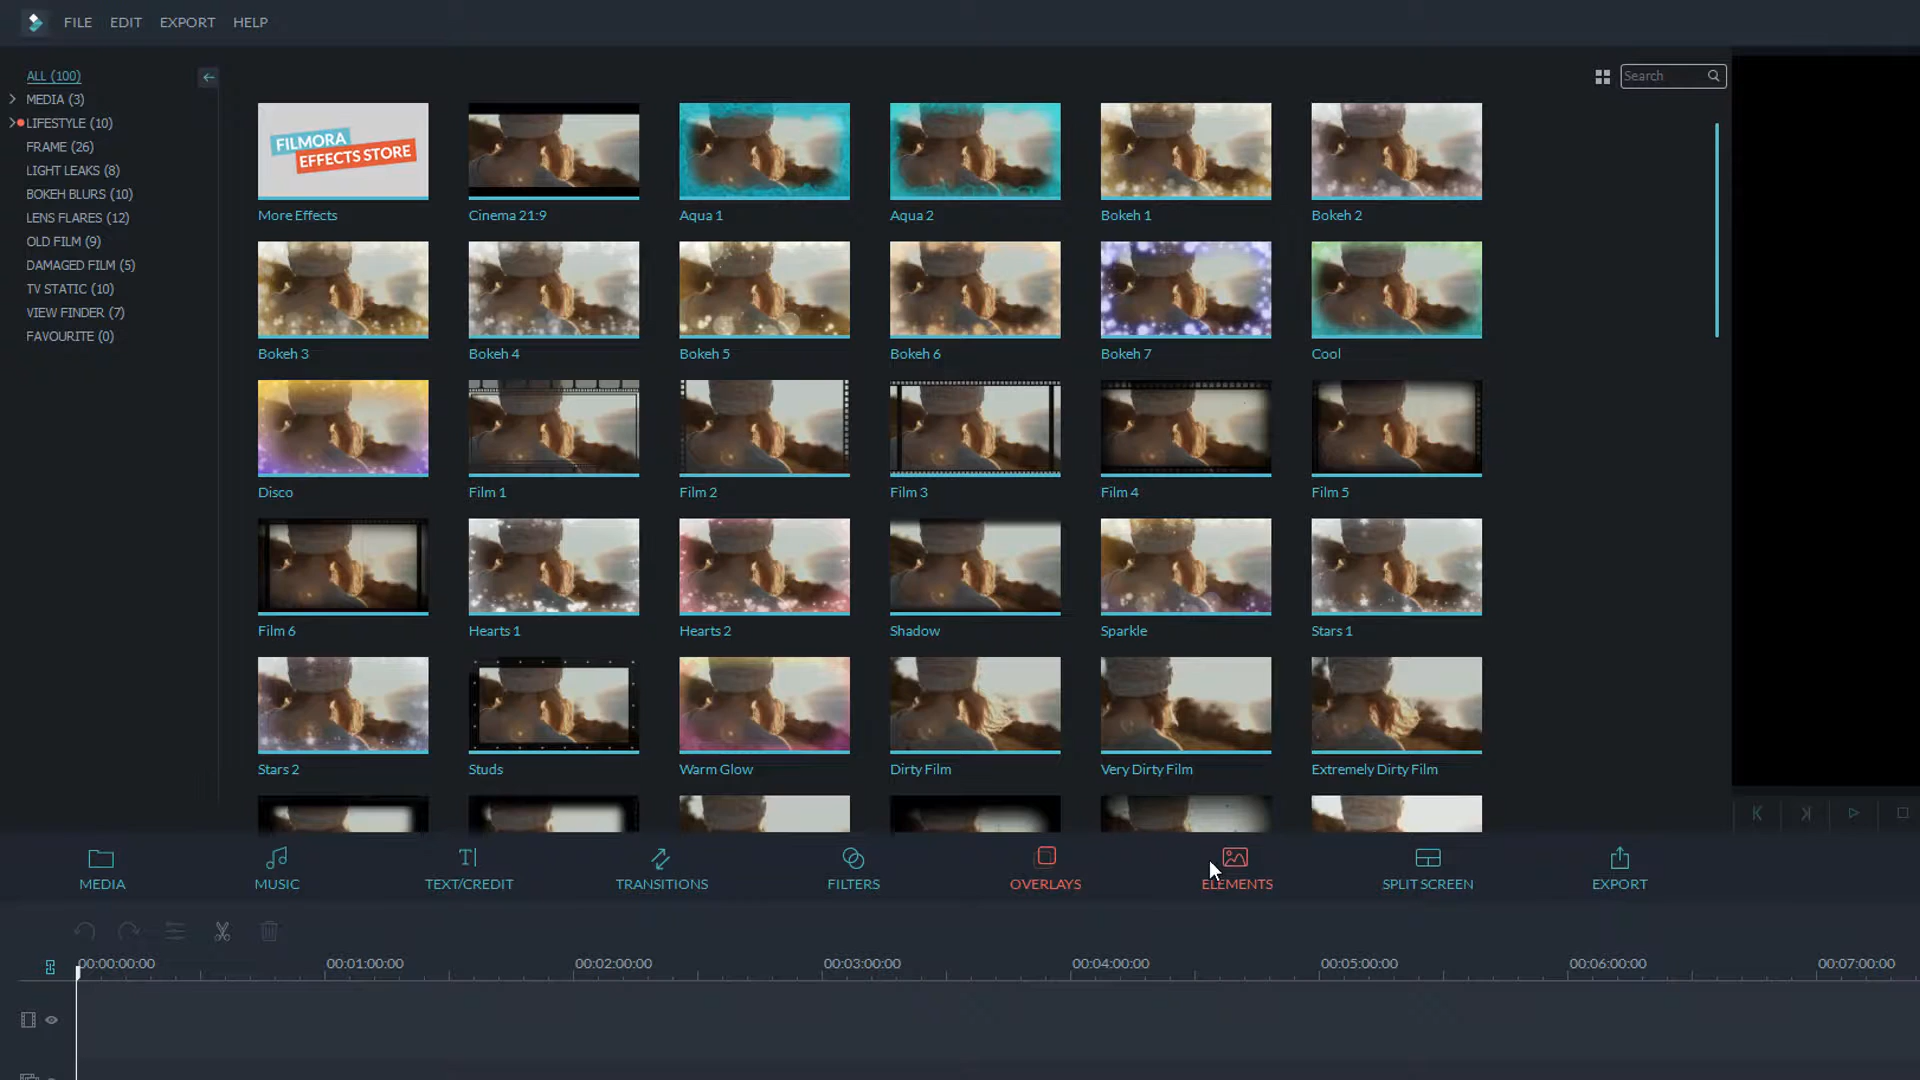 FILE EDIT EXPORT HELP
ALL (100)
MEDIA (3)
LIFESTYLE (10)
FRAME (26)
LIGHT LEAKS (8)
BOKEH BLURS (10)
LENS FLARES (12)
OLD FILM (9)
DAMAGED FILM (5)
TV STATIC (10)
VIEW FINDER (7)
FAVOURITE (0)
Search
FILMORA
EFFECTS STORE
More Effects Cinema 21:9 Aqua 1 Aqua 2 Bokeh 1 Bokeh 2
Bokeh 3 Bokeh 4 Bokeh 5 Bokeh 6 Bokeh 7 Cool
Disco Film 1 Film 2 Film 3 Film 4 Film 5
Film 6 Hearts 1 Hearts 2 Shadow Sparkle Stars 1
Stars 2 Studs Warm Glow Dirty Film Very Dirty Film Extremely Dirty Film
MEDIA MUSIC TEXT/CREDIT TRANSITIONS FILTERS OVERLAYS ELEMENTS SPLIT SCREEN EXPORT
00:00:00:00 00:01:00:00 00:02:00:00 00:03:00:00 00:04:00:00 00:05:00:00 00:06:00:00 00:07:00:00